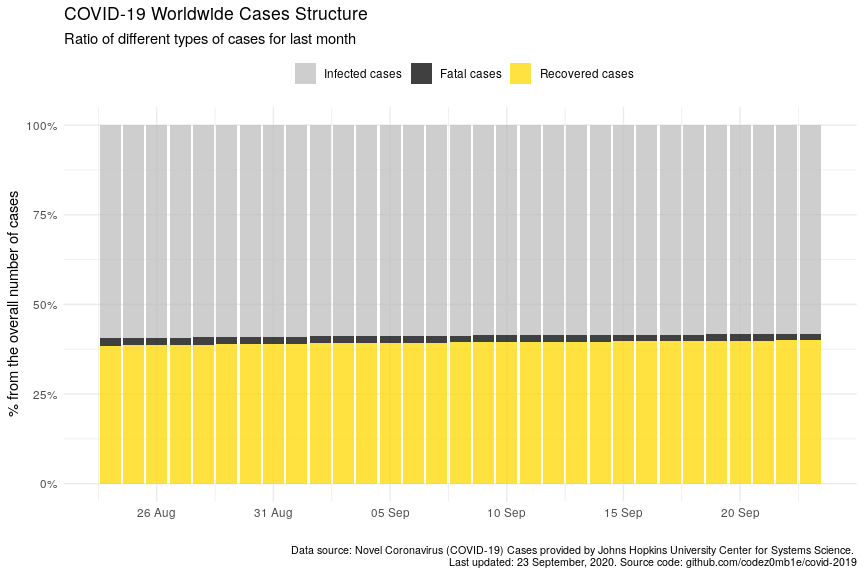 COVID-19 Worldwide Cases Structure
Ratio of different types of cases for last month
Infected cases Fatal cases Recovered cases
% from the overall number of cases
100%
75%
50%
25%
0%
26 Aug 31 Aug 05 Sep 10 Sep 15 Sep 20 Sep
Data source: Novel Coronavirus (COVID-19) Cases provided by Johns Hopkins University Center for Systems Science.
Last updated: 23 September, 2020. Source code: github.com/codez0mb1e/covid-2019